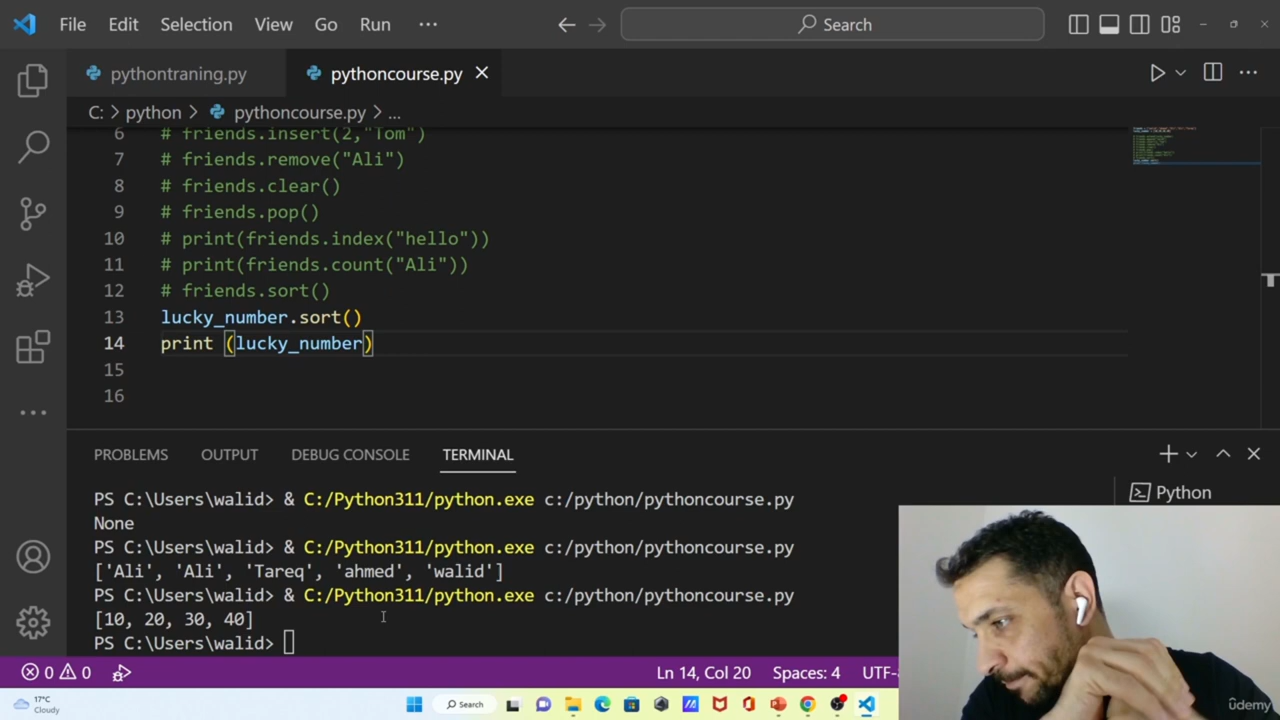 File Edit Selection View Go Run ··· Search
pythontraning.py pythoncourse.py
C: > python > pythoncourse.py > ...
6 # friends.insert(2,"Tom")
7 # friends.remove("Ali")
8 # friends.clear()
9 # friends.pop()
10 # print(friends.index("hello"))
11 # print(friends.count("Ali"))
12 # friends.sort()
13 lucky_number.sort()
14 print (lucky_number)
15
16
PROBLEMS OUTPUT DEBUG CONSOLE TERMINAL
PS C:\Users\walid> & C:/Python311/python.exe c:/python/pythoncourse.py
Python
None
PS C:\Users\walid> & C:/Python311/python.exe c:/python/pythoncourse.py
['Ali', 'Ali', 'Tareq', 'ahmed', 'walid']
PS C:\Users\walid> & C:/Python311/python.exe c:/python/pythoncourse.py
[10, 20, 30, 40]
PS C:\Users\walid>
0 0 Ln 14, Col 20 Spaces: 4 UTF-
17°C
Cloudy
Search
udemy